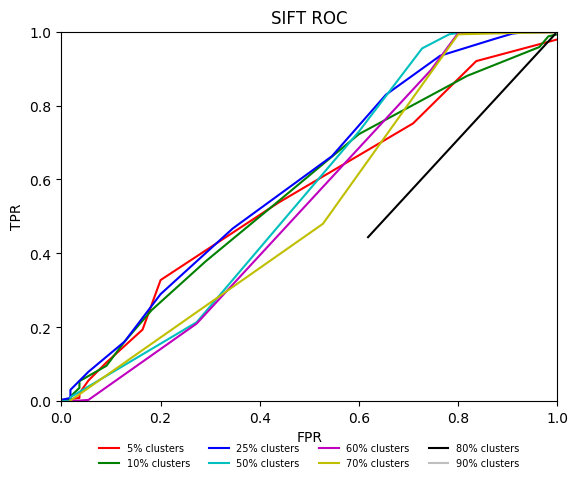 SIFT ROC
1.0
0.8
0.6
0.4
0.2
0.0
TPR
0.0 0.2 0.4 0.6 0.8 1.0
FPR
5% clusters 25% clusters 60% clusters 80% clusters
10% clusters 50% clusters 70% clusters 90% clusters